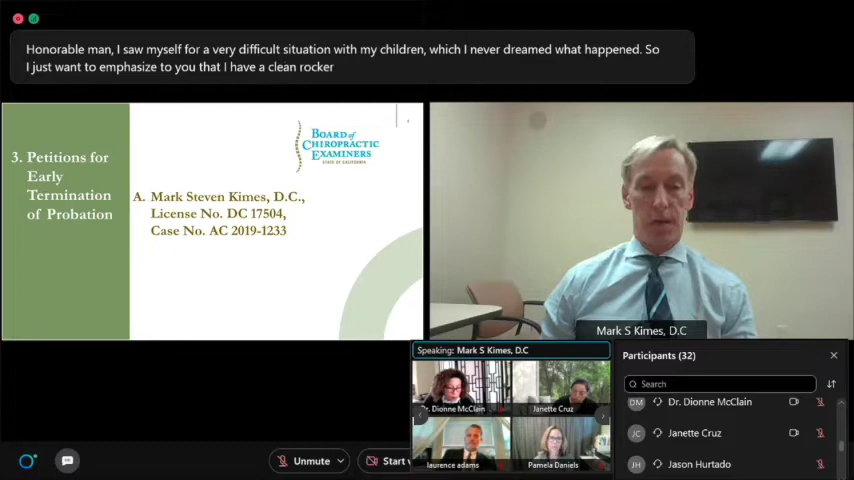 Honorable man, I saw myself for a very difficult situation with my children, which I never dreamed what happened. So
I just want to emphasize to you that I have a clean rocker
3. Petitions for
Early
Termination
of Probation
BOARD of
CHIROPRACTIC
EXAMINERS
STATE OF CALIFORNIA
A. Mark Steven Kimes, D.C.,
License No. DC 17504,
Case No. AC 2019-1233
Mark S Kimes, D.C
Speaking: Mark S Kimes, D.C
Dr. Dionne McClain
Janette Cruz
laurence adams
Pamela Daniels
Participants (32)
Search
DM Dr. Dionne McClain
JC Janette Cruz
JH Jason Hurtado
Unmute
Start